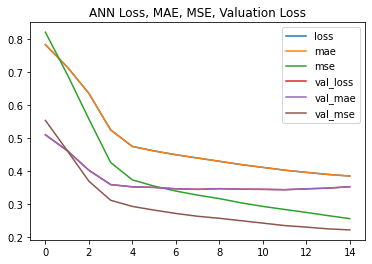 ANN Loss, MAE, MSE, Valuation Loss
loss
mae
mse
val_loss
val_mae
val_mse
0.8
0.7
0.6
0.5
0.4
0.3
0.2
0 2 4 6 8 10 12 14